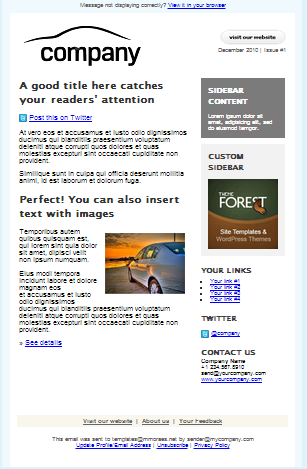 Message not displaying correctly? View it in your browser
company
visit our website
December 2010 | Issue #1
A good title here catches
your readers' attention
Post this on Twitter
At vero eos et accusamus et iusto odio dignissimos
ducimus qui blanditiis praesentium voluptatum
deleniti atque corrupti quos dolores et quas
molestias excepturi sint occaecati cupiditate non
provident.
Similique sunt in culpa qui officia deserunt mollitia
animi, id est laborum et dolorum fuga.
Perfect! You can also insert
text with images
Temporibus autem
quibus quisquam est,
qui lorem sint quia dolor
sit amet, dipisci velit
non ipsum numquam.
Eius modi tempora
incidunt labore et dolore
magnam eos
et accusamus et iusto
odio dignissimos
ducimus qui blanditiis praesentium voluptatum
deleniti atque corrupti quos dolores et quas
molestias excepturi sint occaecati cupiditate non
provident.
» See details
SIDEBAR
CONTENT
Lorem ipsum dolor sit
amet, adipiscing elit, sed
do eiusmod tempor.
CUSTOM
SIDEBAR
THEME
FOREST
Site Templates &
WordPress Themes
YOUR LINKS
Your link #1
Your link #2
Your link #3
Your link #4
TWITTER
@company
CONTACT US
Company Name
+1 234.567.8910
send@yourcompany.com
www.yourcompany.com
Visit our website | About us | Your Feedback
This email was sent to templates@mmcrses.net by sender@mycompany.com
Update Profile/Email Address | Unsubscribe | Privacy Policy